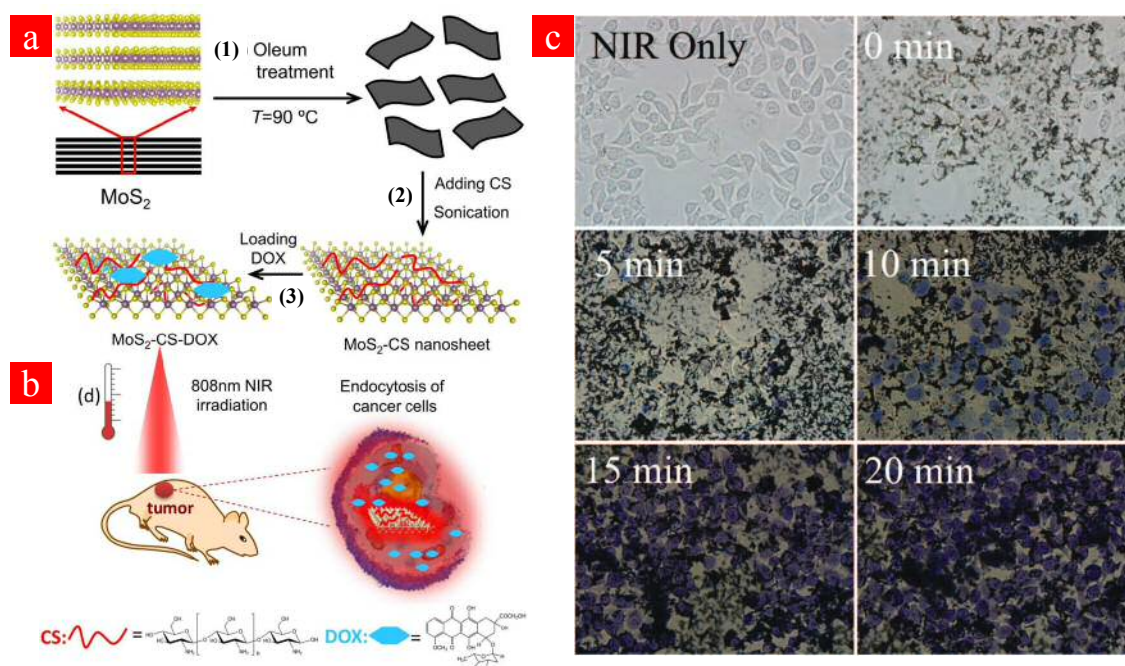 a
(1)
Oleum
treatment
T=90 ºC
MoS2
(2)
Adding CS
Sonication
Loading
DOX
(3)
MoS2-CS-DOX
MoS2-CS nanosheet
b
(d)
808nm NIR
irradiation
Endocytosis of
cancer cells
tumor
CS:
=
DOX:
=
c
NIR Only
0 min
5 min
10 min
15 min
20 min